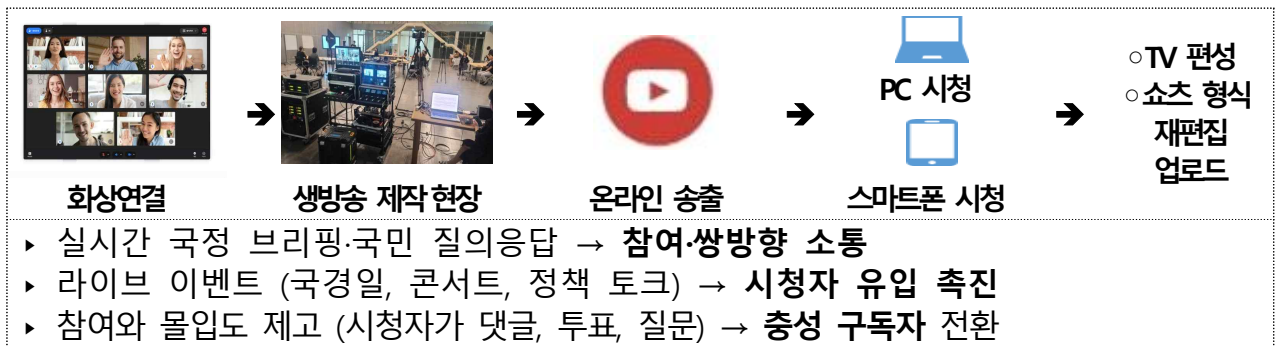 PC 시청
○TV 편성
○쇼츠 형식
재편집
업로드
화상연결
생방송 제작현장
온라인 송출
스마트폰 시청
▸ 실시간 국정 브리핑·국민 질의응답 → 참여·쌍방향 소통
▸ 라이브 이벤트 (국경일, 콘서트, 정책 토크) → 시청자 유입 촉진
▸ 참여와 몰입도 제고 (시청자가 댓글, 투표, 질문) → 충성 구독자 전환